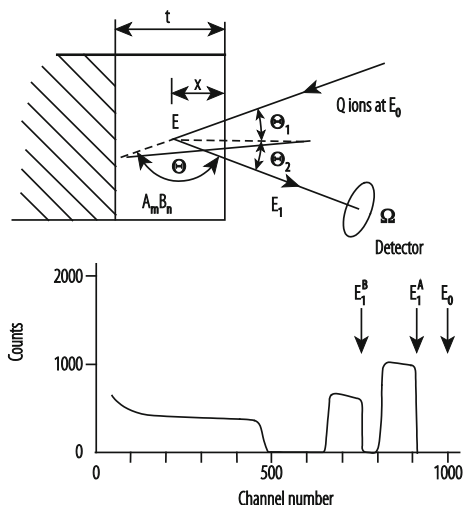 t
x
E
Q ions at E₀
Θ₁
Θ
Θ₂
AₘBₙ
E₁
Ω
Detector
2000
1000
0
Counts
E₁ᴮ
E₁ᴬ
E₀
0
500
1000
Channel number